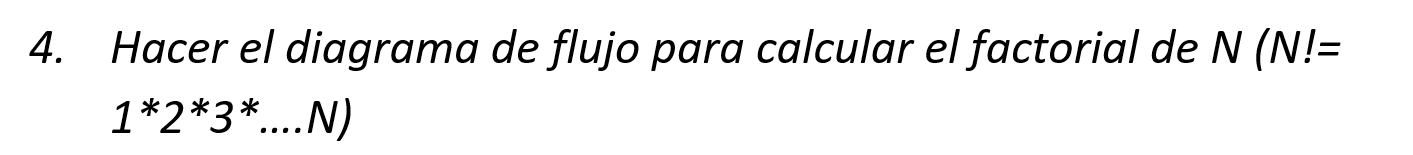 4. Hacer el diagrama de flujo para calcular el factorial de N (N!=
1*2*3*....N)